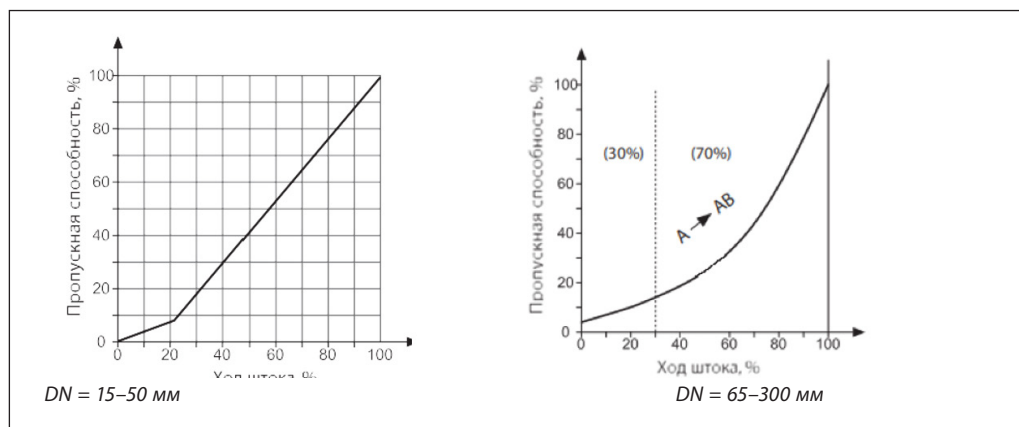 Пропускная способность, %
100
80
60
40
20
0
0 20 40 60 80 100
Ход штока, %
DN = 15–50 мм
Пропускная способность, %
100
80
60
40
20
0
(30%) (70%)
A AB
0 20 40 60 80 100
Ход штока, %
DN = 65–300 мм